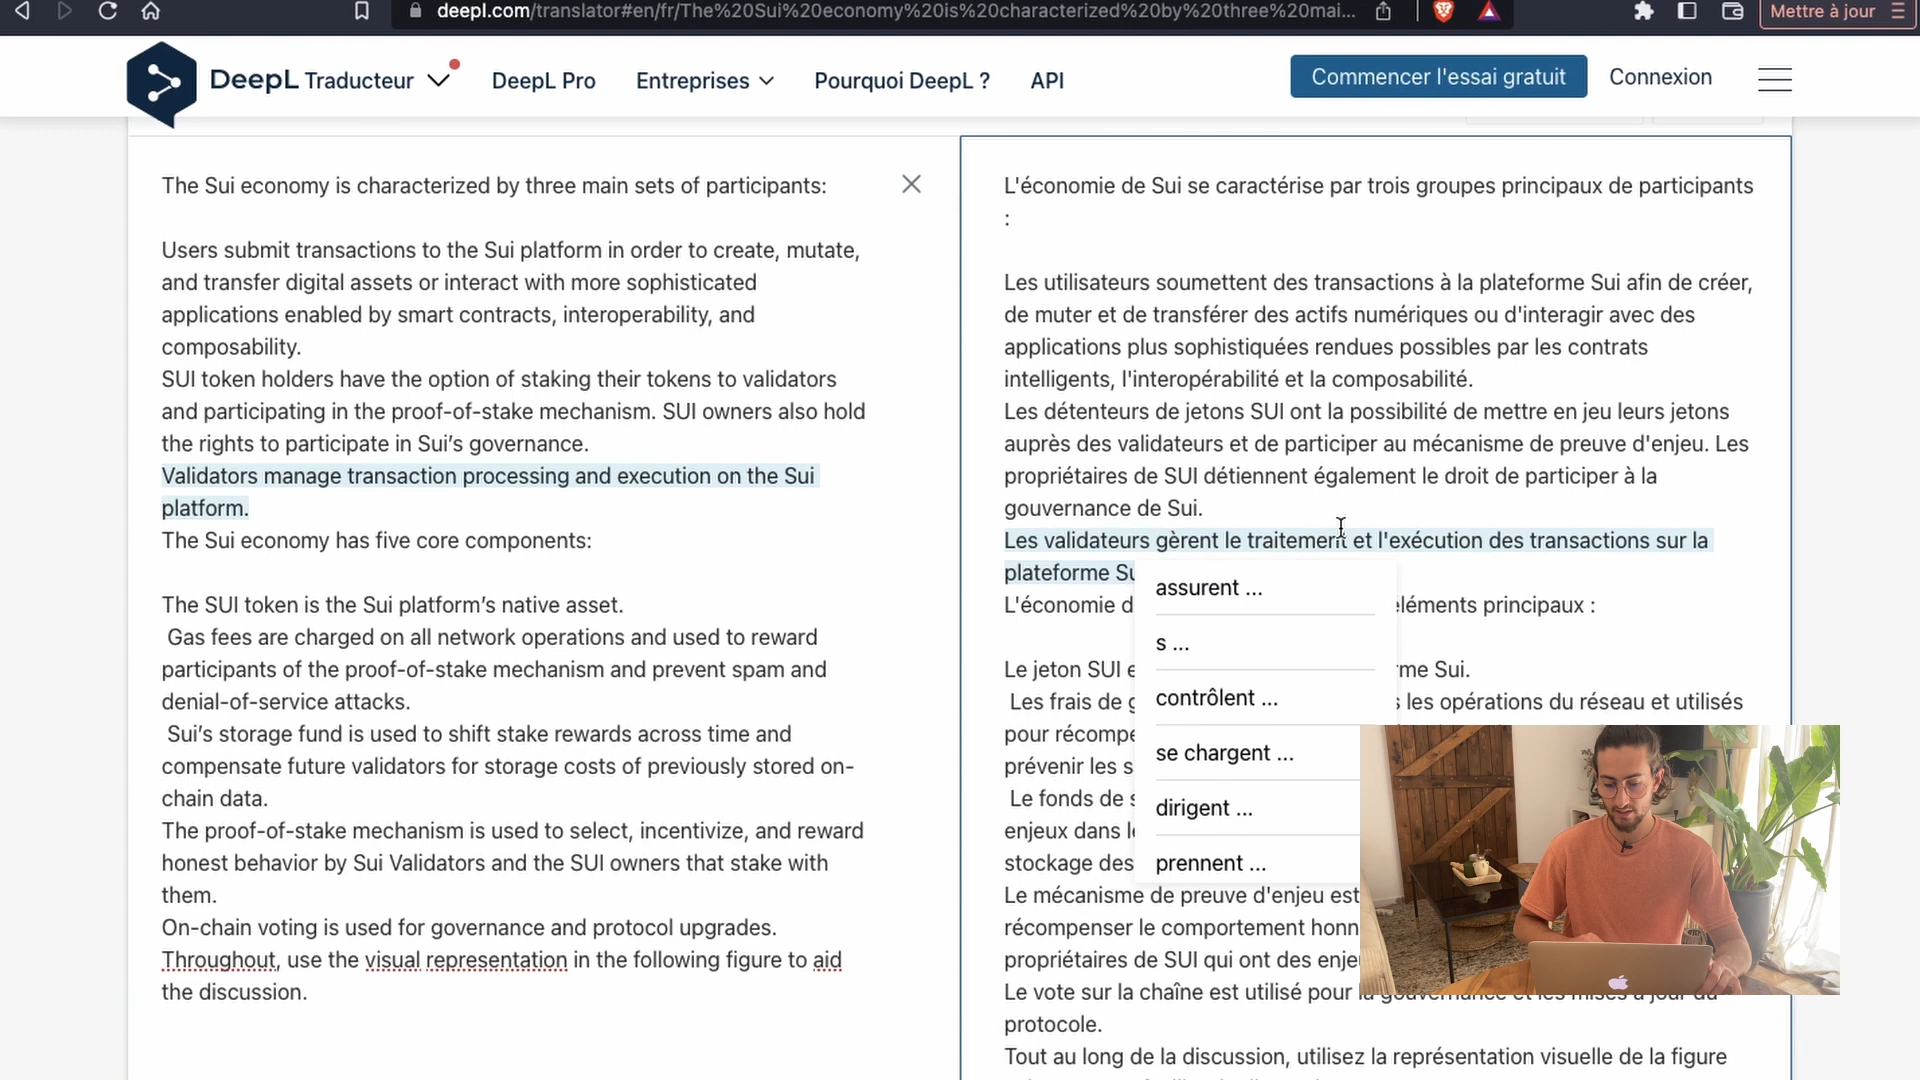 deepl.com/translator#en/fr/The%20Sui%20economy%20is%20characterized%20by%20three%20mai...
Mettre à jour
DeepL Traducteur
DeepL Pro
Entreprises
Pourquoi DeepL ?
API
Commencer l'essai gratuit
Connexion
The Sui economy is characterized by three main sets of participants:
Users submit transactions to the Sui platform in order to create, mutate,
and transfer digital assets or interact with more sophisticated
applications enabled by smart contracts, interoperability, and
composability.
SUI token holders have the option of staking their tokens to validators
and participating in the proof-of-stake mechanism. SUI owners also hold
the rights to participate in Sui’s governance.
Validators manage transaction processing and execution on the Sui
platform.
The Sui economy has five core components:
The SUI token is the Sui platform’s native asset.
Gas fees are charged on all network operations and used to reward
participants of the proof-of-stake mechanism and prevent spam and
denial-of-service attacks.
Sui’s storage fund is used to shift stake rewards across time and
compensate future validators for storage costs of previously stored on-
chain data.
The proof-of-stake mechanism is used to select, incentivize, and reward
honest behavior by Sui Validators and the SUI owners that stake with
them.
On-chain voting is used for governance and protocol upgrades.
Throughout, use the visual representation in the following figure to aid
the discussion.
L'économie de Sui se caractérise par trois groupes principaux de participants
:
Les utilisateurs soumettent des transactions à la plateforme Sui afin de créer,
de muter et de transférer des actifs numériques ou d'interagir avec des
applications plus sophistiquées rendues possibles par les contrats
intelligents, l'interopérabilité et la composabilité.
Les détenteurs de jetons SUI ont la possibilité de mettre en jeu leurs jetons
auprès des validateurs et de participer au mécanisme de preuve d'enjeu. Les
propriétaires de SUI détiennent également le droit de participer à la
gouvernance de Sui.
Les validateurs gèrent le traitement et l'exécution des transactions sur la
plateforme
L'économie éléments principaux :
Le jeton SUI Sui.
Les frais de les opérations du réseau et utilisés
pour
prévenir les
Le fonds de
enjeux dans
stockage des
Le mécanisme de preuve d'enjeu est
récompenser le comportement
propriétaires de SUI qui ont des
Le vote sur la chaîne est utilisé pour la gouvernance et les mises à jour du
protocole.
Tout au long de la discussion, utilisez la représentation visuelle de la figure
assurent ...
s ...
contrôlent ...
se chargent ...
dirigent ...
prennent ...